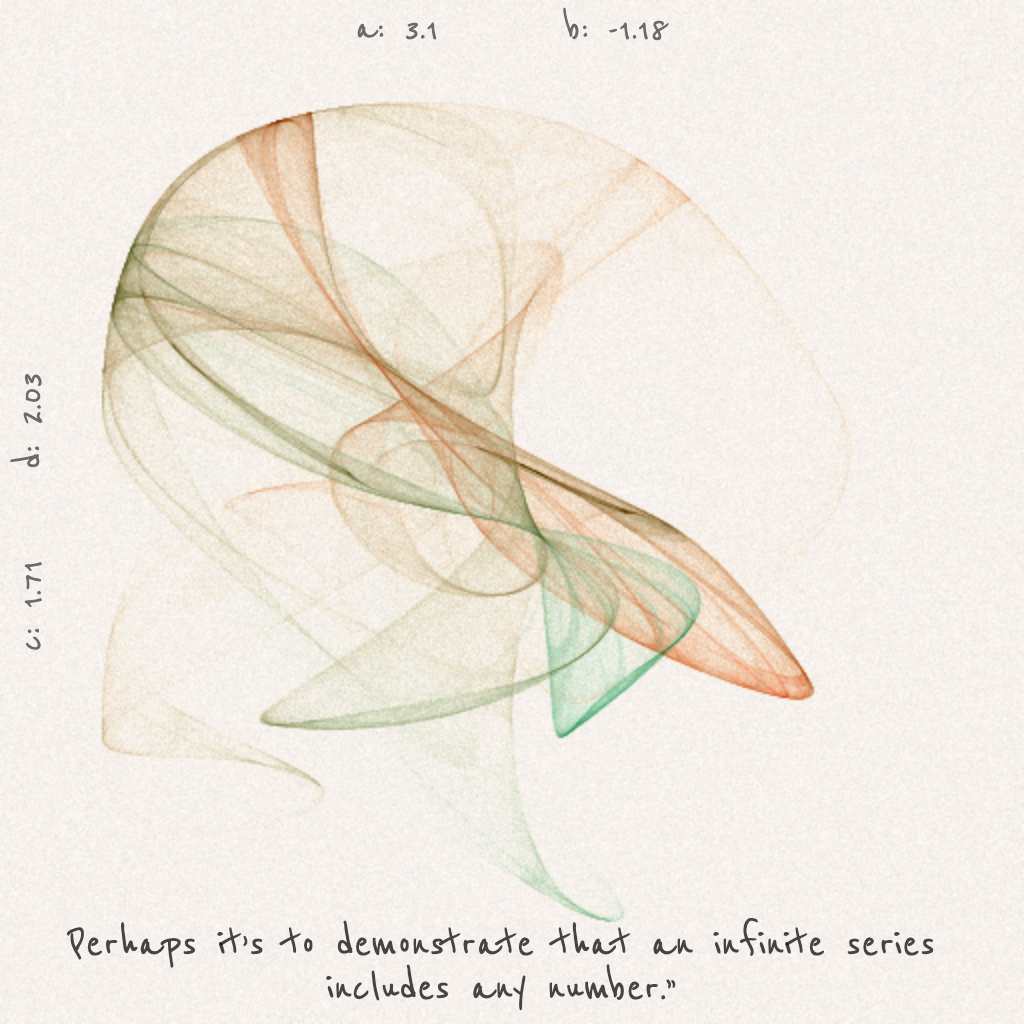 a: 3.1 b: -1.18
d: 2.03
c: 1.71
Perhaps it's to demonstrate that an infinite series
includes any number."